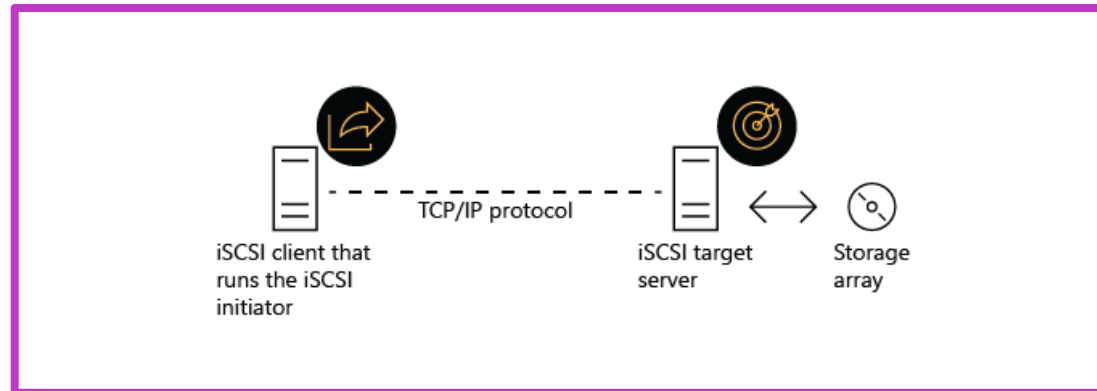 TCP/IP protocol
iSCSI client that
runs the iSCSI
initiator
iSCSI target
server
Storage
array